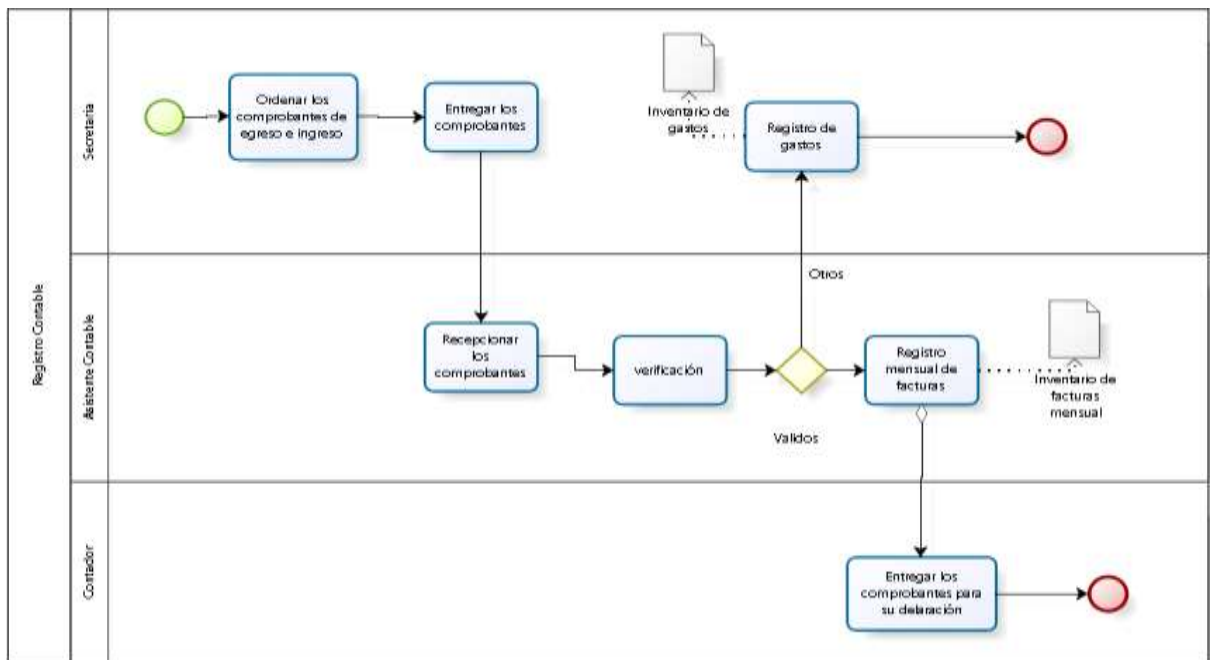 Registro Contable
Secretaria
Ordenar los
comprobantes de
egreso e ingreso
Entregar los
comprobantes
Inventario de
gastos
Registro de
gastos
Asistente Contable
Otros
Recepcionar
los
comprobantes
verificación
Registro
mensual de
facturas
Inventario de
facturas
mensual
Validos
Contador
Entregar los
comprobantes para
su delaración